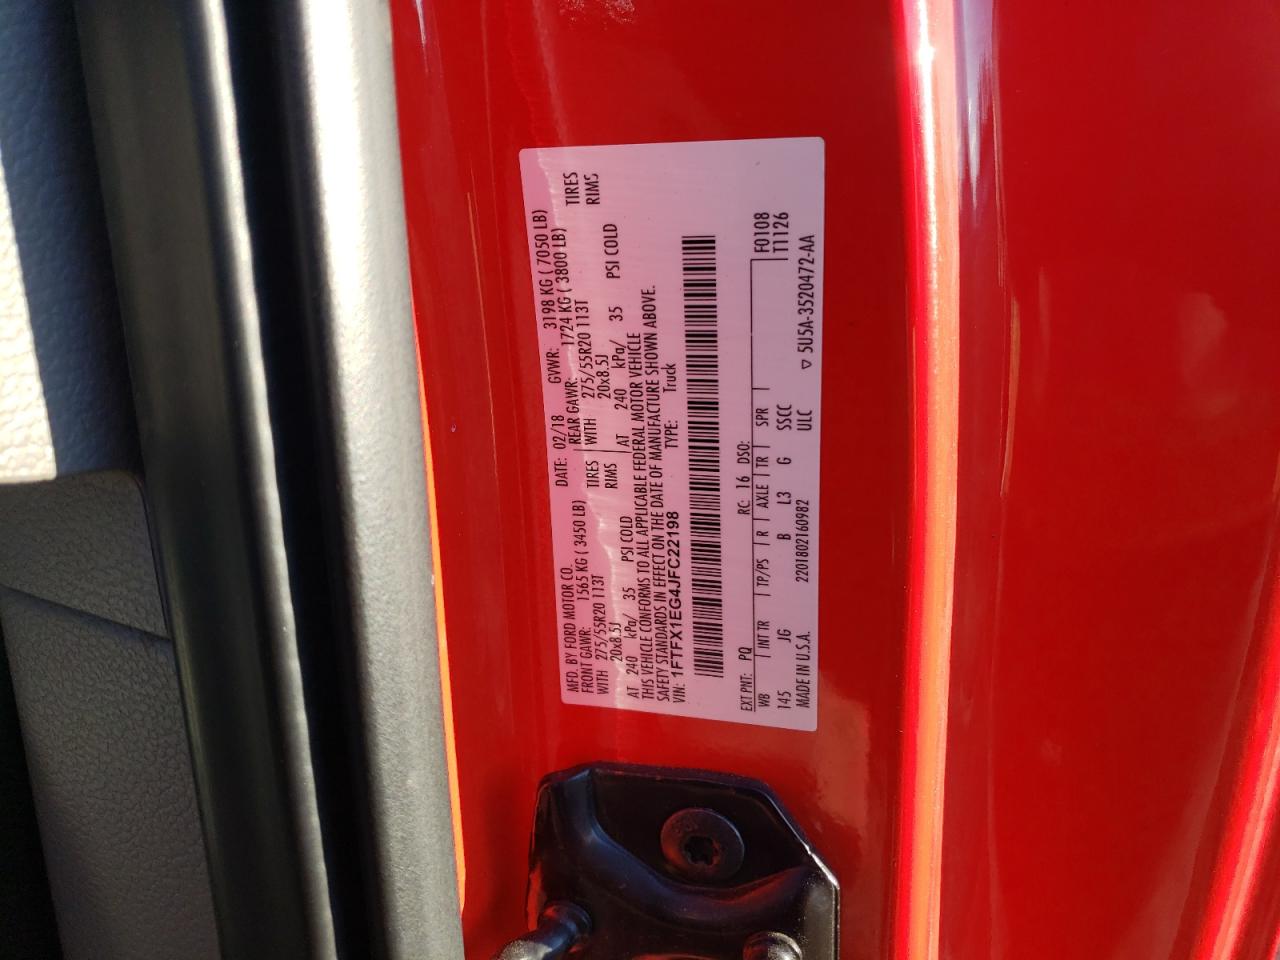 MFD. BY FORD MOTOR CO. DATE: 02/18 GVWR: 3198 KG ( 7050 LB)
FRONT GAWR: 1565 KG ( 3450 LB) REAR GAWR: 1724 KG ( 3800 LB)
WITH 275/55R20 113T TIRES WITH 275/55R20 113T TIRES
20x8.5J RIMS 20x8.5J RIMS
AT 240 kPa/ 35 PSI COLD AT 240 kPa/ 35 PSI COLD
THIS VEHICLE CONFORMS TO ALL APPLICABLE FEDERAL MOTOR VEHICLE
SAFETY STANDARDS IN EFFECT ON THE DATE OF MANUFACTURE SHOWN ABOVE.
VIN: 1FTFX1EG4JFC22198 TYPE: Truck
EXT PNT: PQ RC: 16 DSO: F0108
WB INT TR TP/PS R AXLE TR SPR T1126
145 JG B L3 G SSCC
MADE IN U.S.A. 2201802160982 ULC ▽ 5U5A-3520472-AA